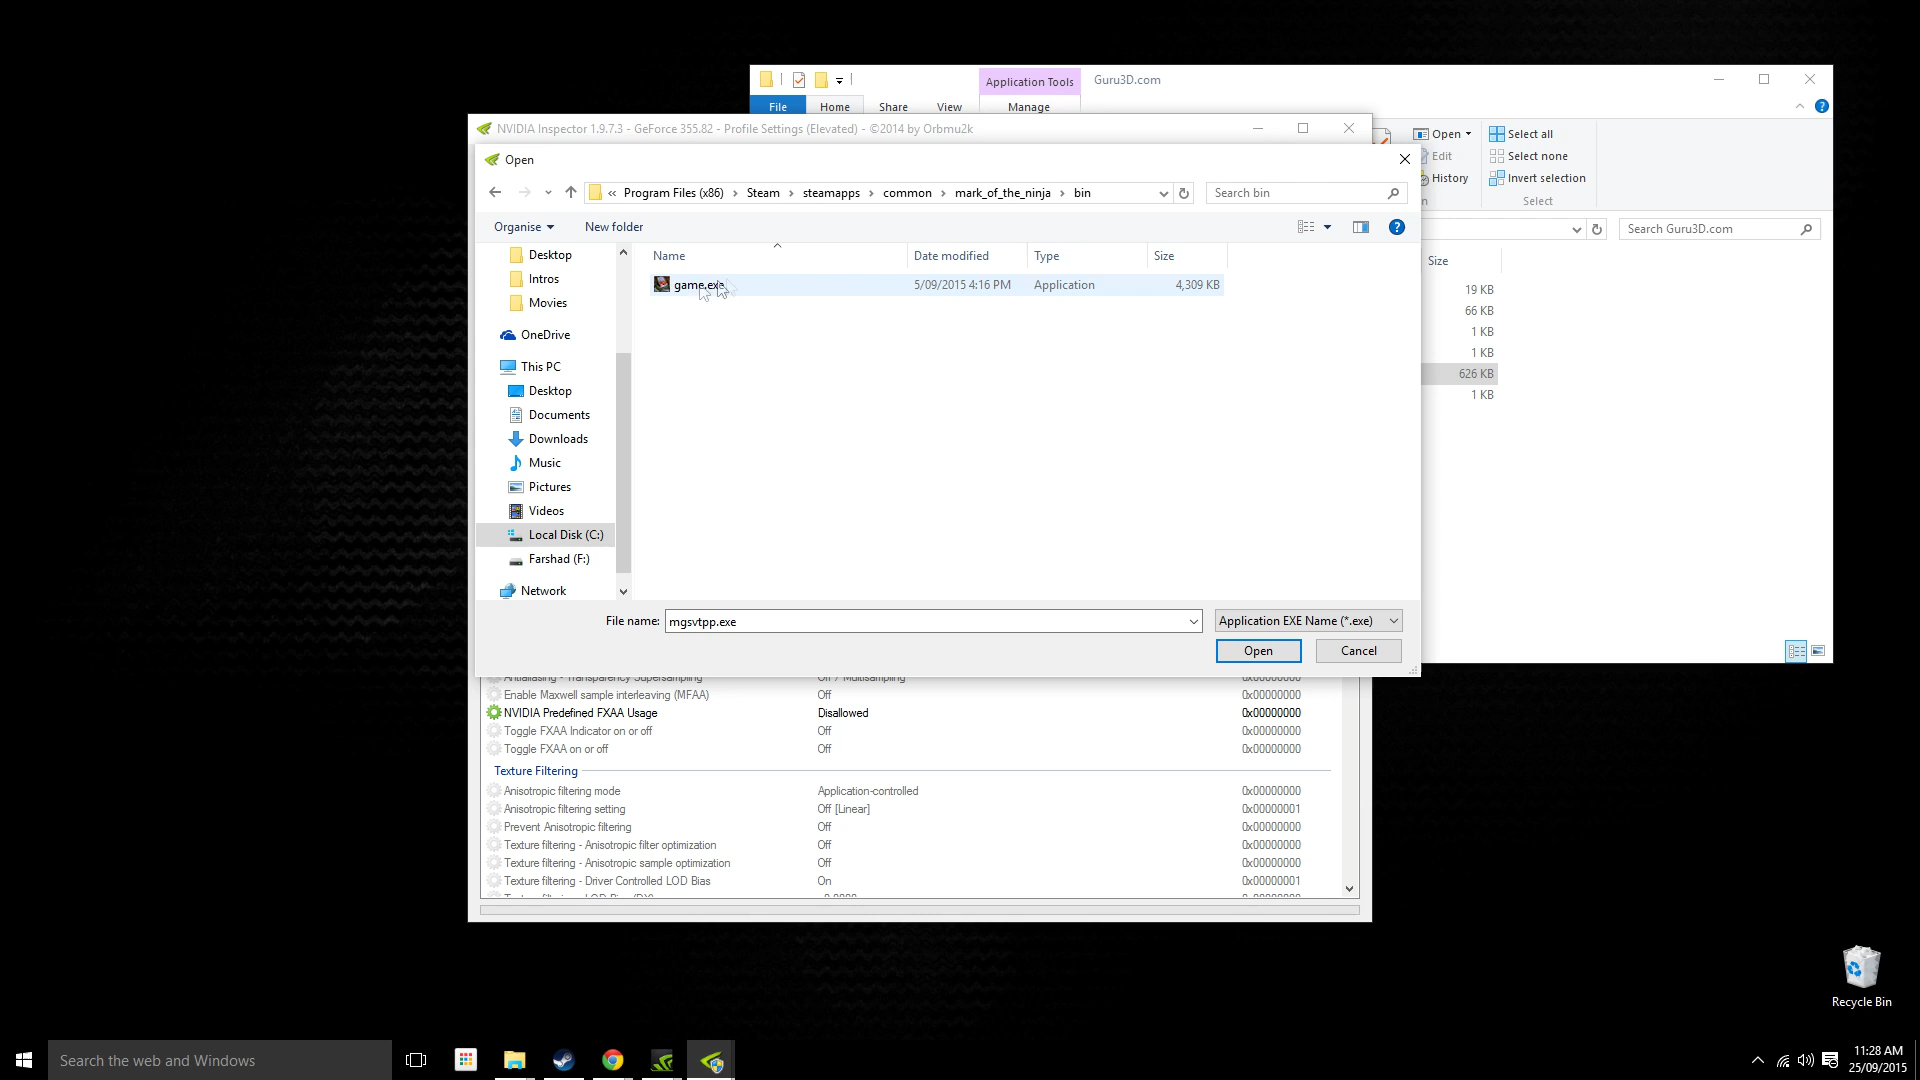 Application Tools
Guru3D.com
File
Home
Share
View
Manage
NVIDIA Inspector 1.9.7.3 - GeForce 355.82 - Profile Settings (Elevated) - ©2014 by Orbmu2k
Open
Select all
Edit
Select none
History
Invert selection
Select
Open
« Program Files (x86) › Steam › steamapps › common › mark_of_the_ninja › bin
Search bin
Search Guru3D.com
Organise
New folder
Name
Date modified
Type
Size
game.exe
5/09/2015 4:16 PM
Application
4,309 KB
Size
19 KB
66 KB
1 KB
1 KB
626 KB
1 KB
Desktop
Intros
Movies
OneDrive
This PC
Desktop
Documents
Downloads
Music
Pictures
Videos
Local Disk (C:)
Farshad (F:)
Network
File name:
mgsvtpp.exe
Application EXE Name (*.exe)
Open
Cancel
Antialiasing - Transparency Supersampling Off / Multisampling 0x00000000
Enable Maxwell sample interleaving (MFAA) Off 0x00000000
NVIDIA Predefined FXAA Usage Disallowed 0x00000000
Toggle FXAA Indicator on or off Off 0x00000000
Toggle FXAA on or off Off 0x00000000
Texture Filtering
Anisotropic filtering mode Application-controlled 0x00000000
Anisotropic filtering setting Off [Linear] 0x00000001
Prevent Anisotropic filtering Off 0x00000000
Texture filtering - Anisotropic filter optimization Off 0x00000000
Texture filtering - Anisotropic sample optimization Off 0x00000000
Texture filtering - Driver Controlled LOD Bias On 0x00000001
Recycle Bin
Search the web and Windows
11:28 AM
25/09/2015